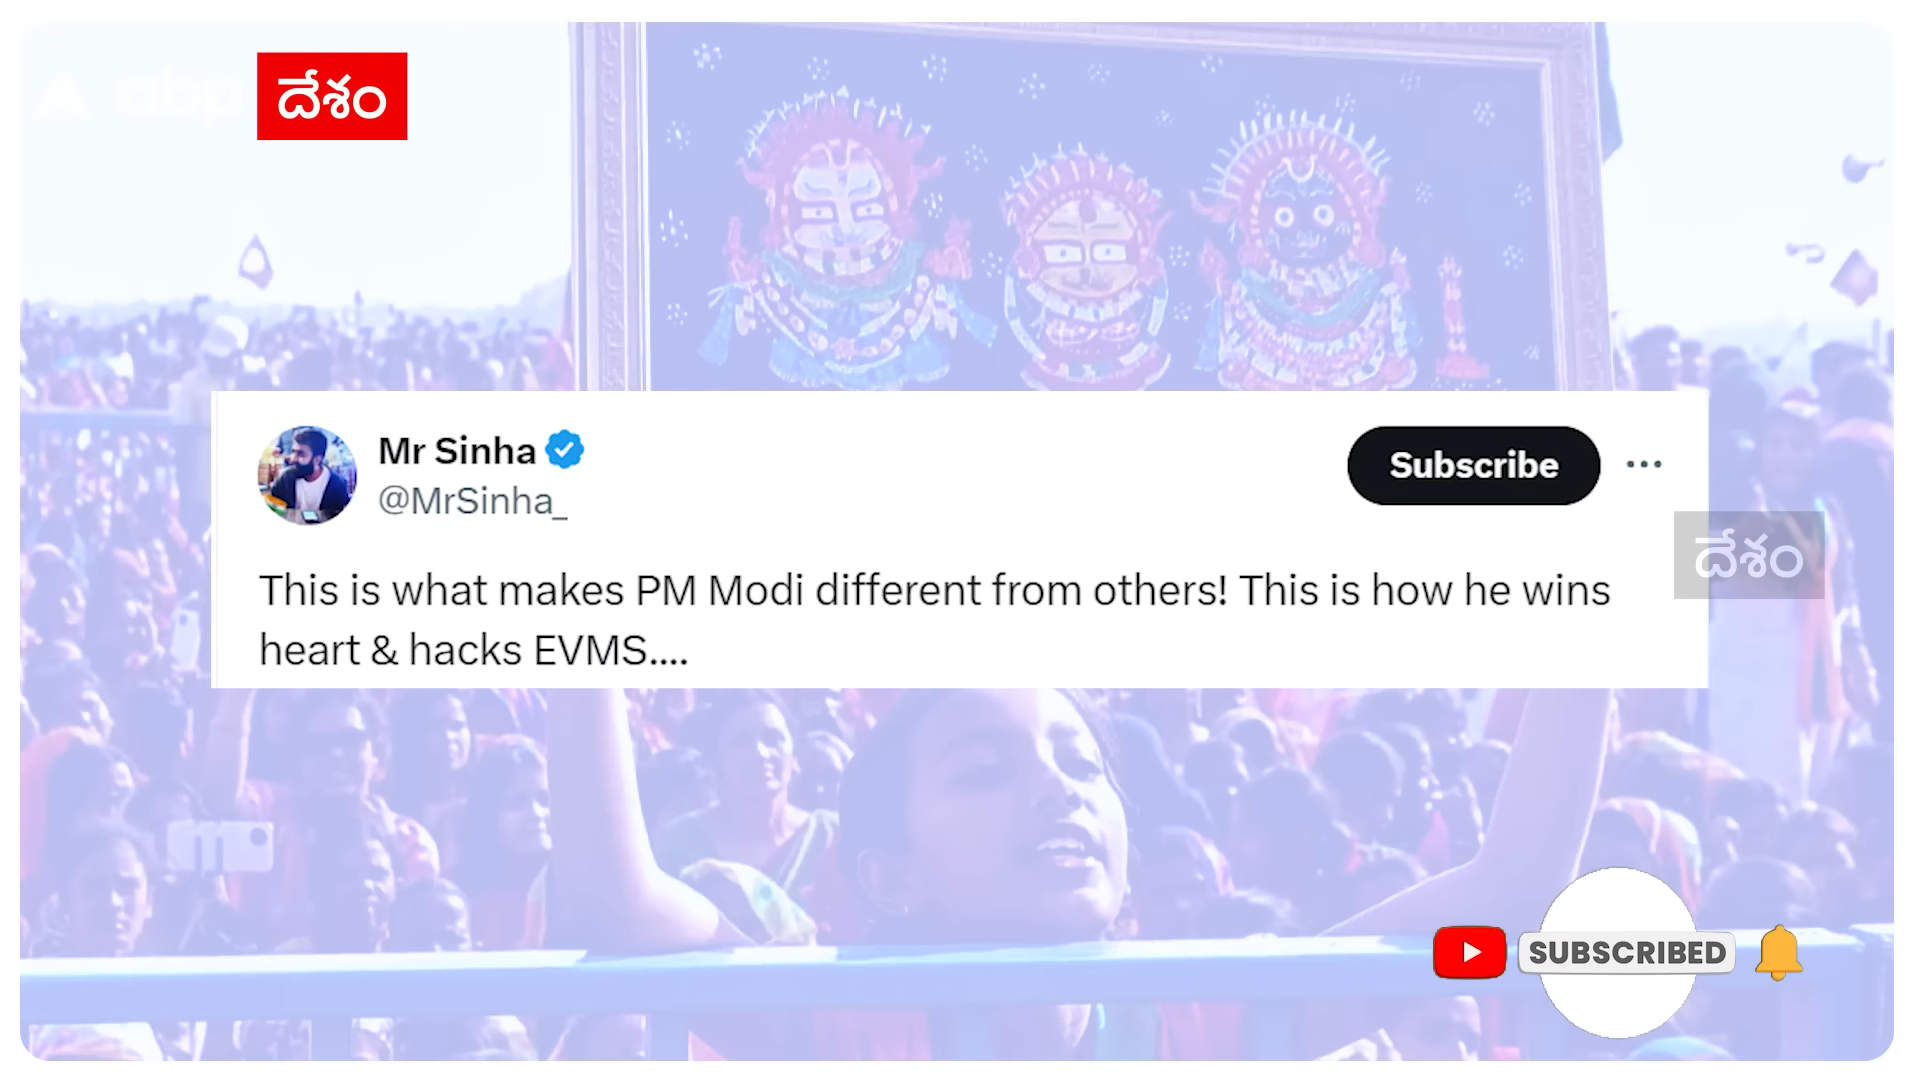 abp దేశం
Mr Sinha
@MrSinha_
Subscribe
దేశం
This is what makes PM Modi different from others! This is how he wins
heart & hacks EVMS....
SUBSCRIBED